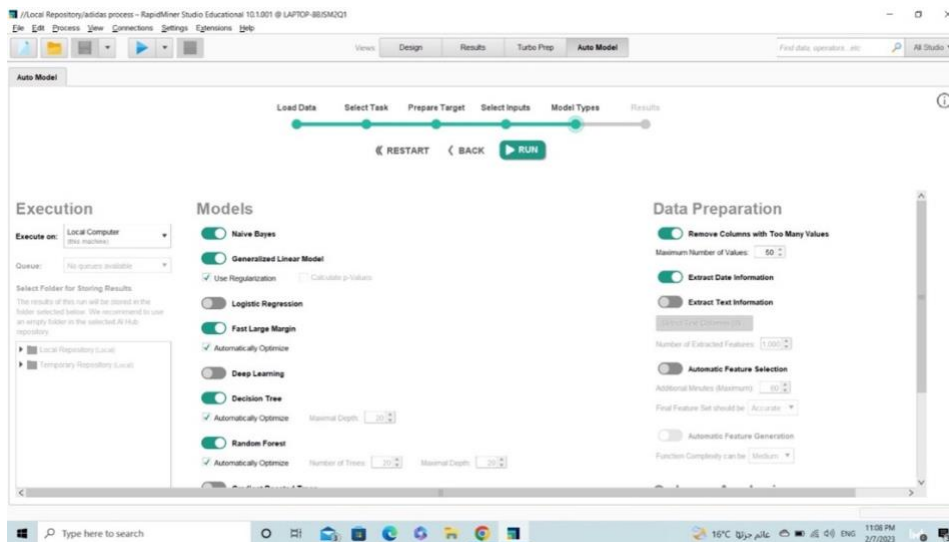 //Local Repository/adidas process – RapidMiner Studio Educational 10.1.001 @ LAPTOP-BBJSM2Q1
File Edit Process View Connections Settings Extensions Help
Views: Design Results Turbo Prep Auto Model Find data, operators...etc All Studio
Auto Model
Load Data Select Task Prepare Target Select Inputs Model Types Results
RESTART BACK RUN
Execution
Execute on: Local Computer
(this machine)
Queue: No queues available
Select Folder for Storing Results
The results of this run will be stored in the
folder selected below. We recommend to use
an empty folder in the selected AI Hub
repository.
Local Repository (Local)
Temporary Repository (Local)
Models
Naive Bayes
Generalized Linear Model
Use Regularization Calculate p-Values
Logistic Regression
Fast Large Margin
Automatically Optimize
Deep Learning
Decision Tree
Automatically Optimize Maximal Depth: 20
Random Forest
Automatically Optimize Number of Trees: 20 Maximal Depth: 20
Data Preparation
Remove Columns with Too Many Values
Maximum Number of Values: 50
Extract Date Information
Extract Text Information
Number of Extracted Features: 1,000
Automatic Feature Selection
Additional Minutes (Maximum): 60
Final Feature Set should be Accurate
Automatic Feature Generation
Function Complexity can be Medium
Type here to search
16°C غائم جزئيًا ENG 11:08 PM
2/7/2023